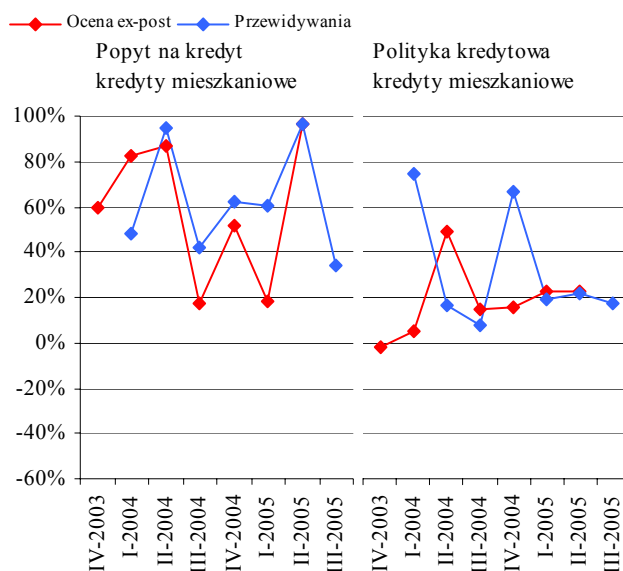 Ocena ex-post Przewidywania
Popyt na kredyt
kredyty mieszkaniowe
Polityka kredytowa
kredyty mieszkaniowe
100%
80%
60%
40%
20%
0%
-20%
-40%
-60%
IV-2003
I-2004
II-2004
III-2004
IV-2004
I-2005
II-2005
III-2005
IV-2003
I-2004
II-2004
III-2004
IV-2004
I-2005
II-2005
III-2005